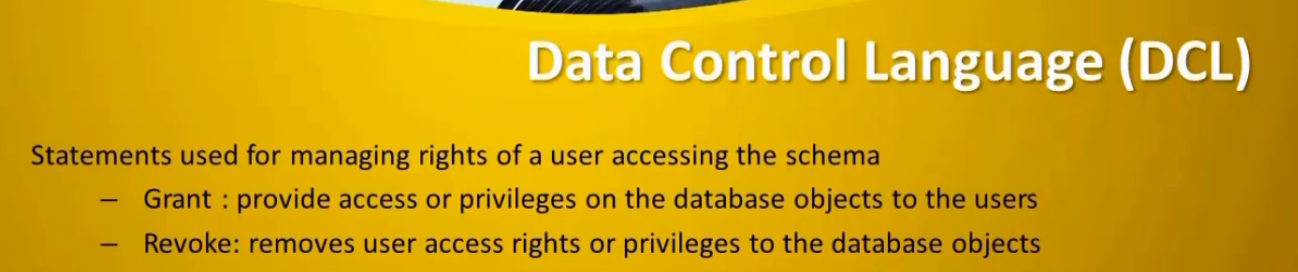 Data Control Language (DCL)
Statements used for managing rights of a user accessing the schema
– Grant : provide access or privileges on the database objects to the users
– Revoke: removes user access rights or privileges to the database objects